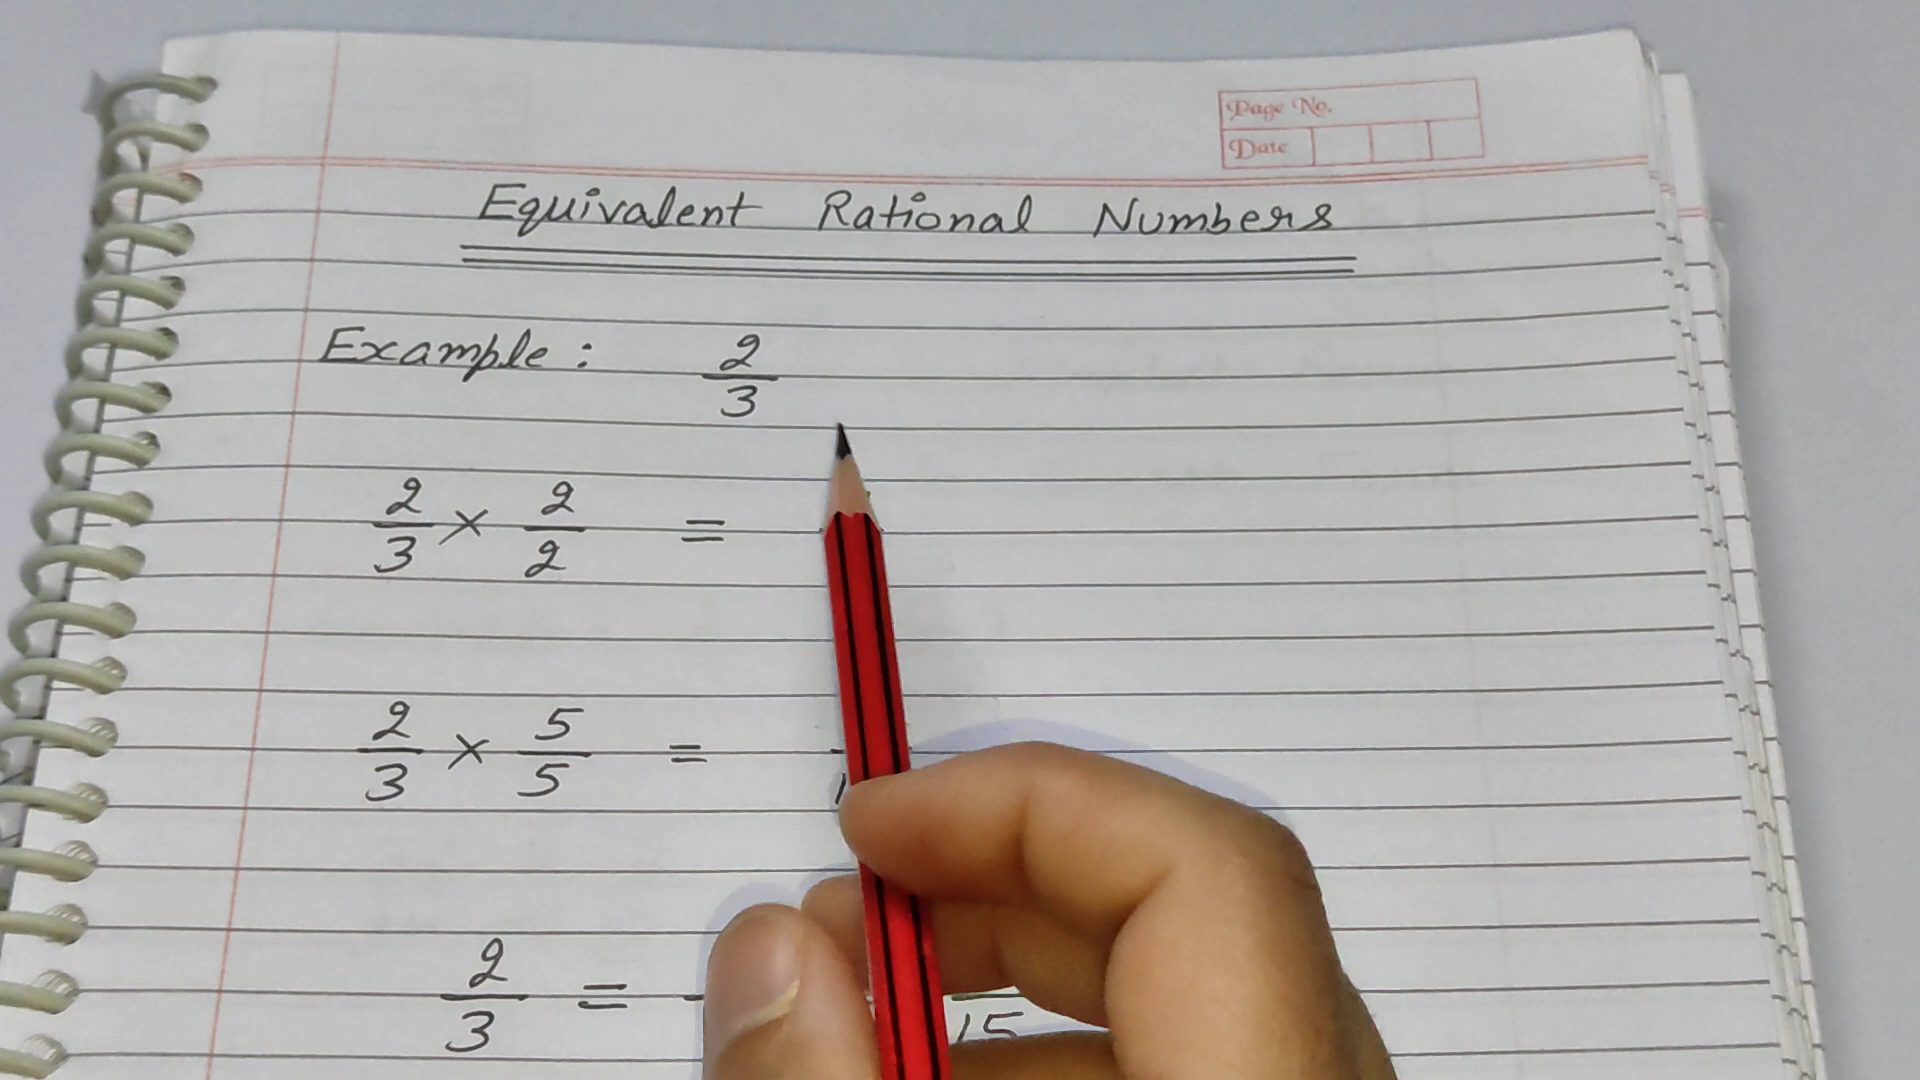 Page No.
Date
Equivalent Rational Numbers
Example : 2/3
2/3 × 2/2 =
2/3 × 5/5 =
2/3 = 15